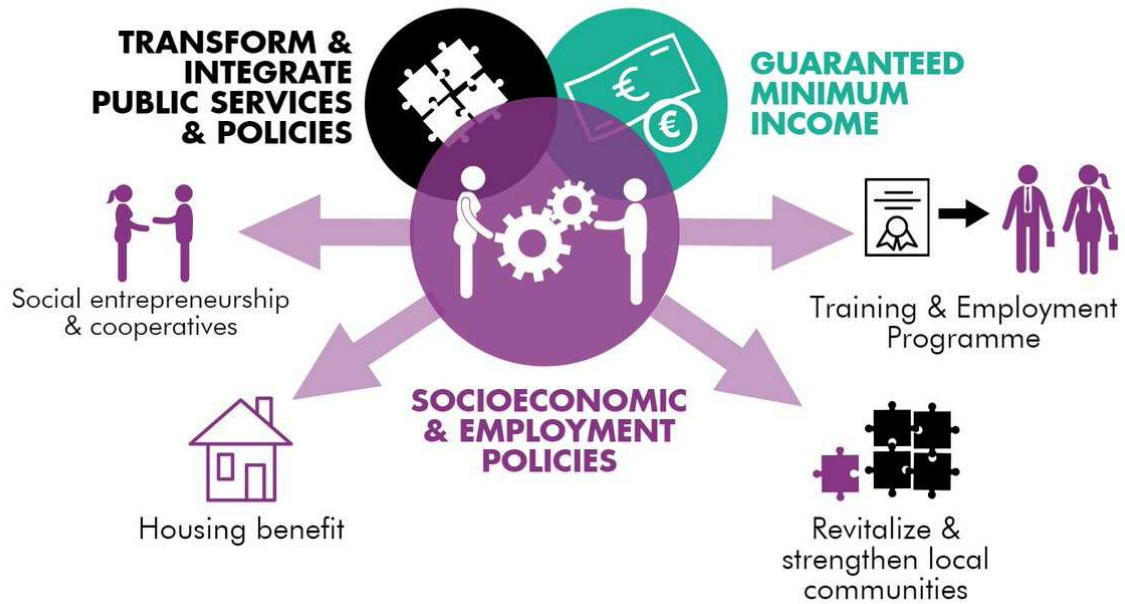 TRANSFORM &
INTEGRATE
PUBLIC SERVICES
& POLICIES
€
€
GUARANTEED
MINIMUM
INCOME
Social entrepreneurship
& cooperatives
Training & Employment
Programme
SOCIOECONOMIC
& EMPLOYMENT
POLICIES
Housing benefit
Revitalize &
strengthen local
communities